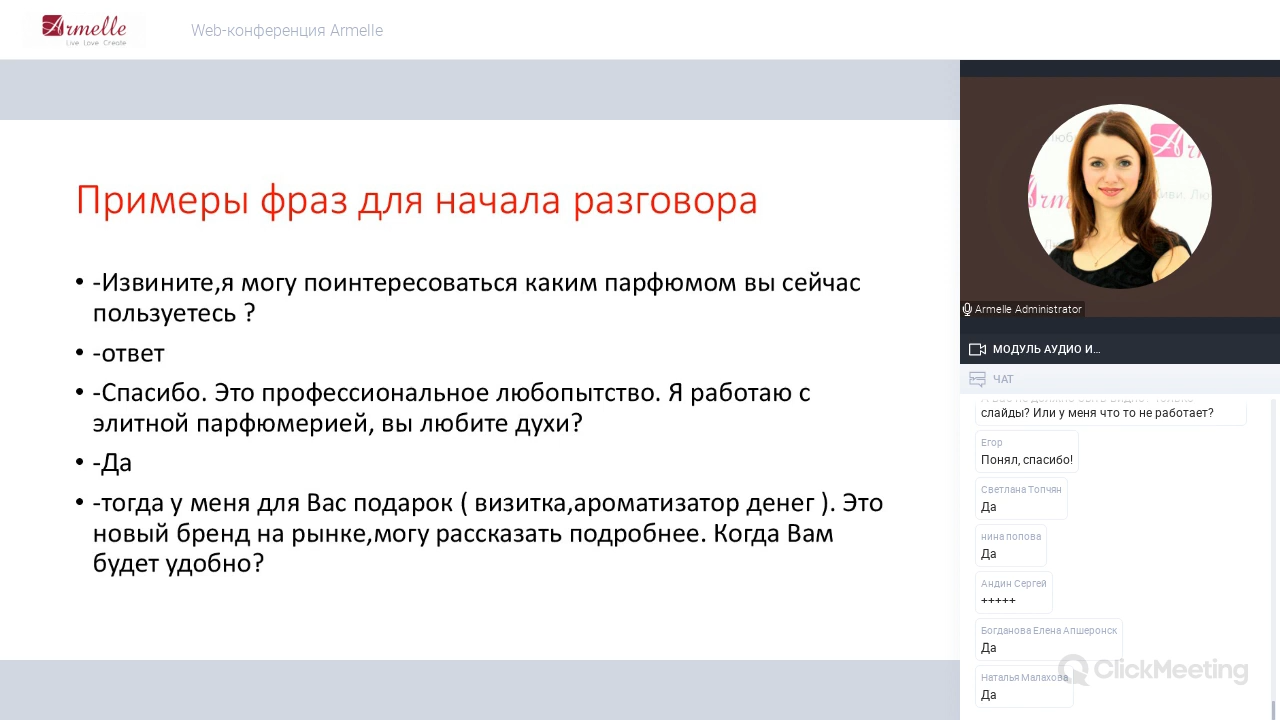 Armelle
Live Love Create
Web-конференция Armelle
Примеры фраз для начала разговора
• -Извините,я могу поинтересоваться каким парфюмом вы сейчас
пользуетесь ?
• -ответ
• -Спасибо. Это профессиональное любопытство. Я работаю с
элитной парфюмерией, вы любите духи?
• -Да
• -тогда у меня для Вас подарок ( визитка,ароматизатор денег ). Это
новый бренд на рынке,могу рассказать подробнее. Когда Вам
будет удобно?
Armelle Administrator
МОДУЛЬ АУДИО И...
ЧАТ
слайды? Или у меня что то не работает?
Егор
Понял, спасибо!
Светлана Топчян
Да
нина попова
Да
Андин Сергей
+++++
Богданова Елена Апшеронск
Да
Наталья Малахова
Да
ClickMeeting